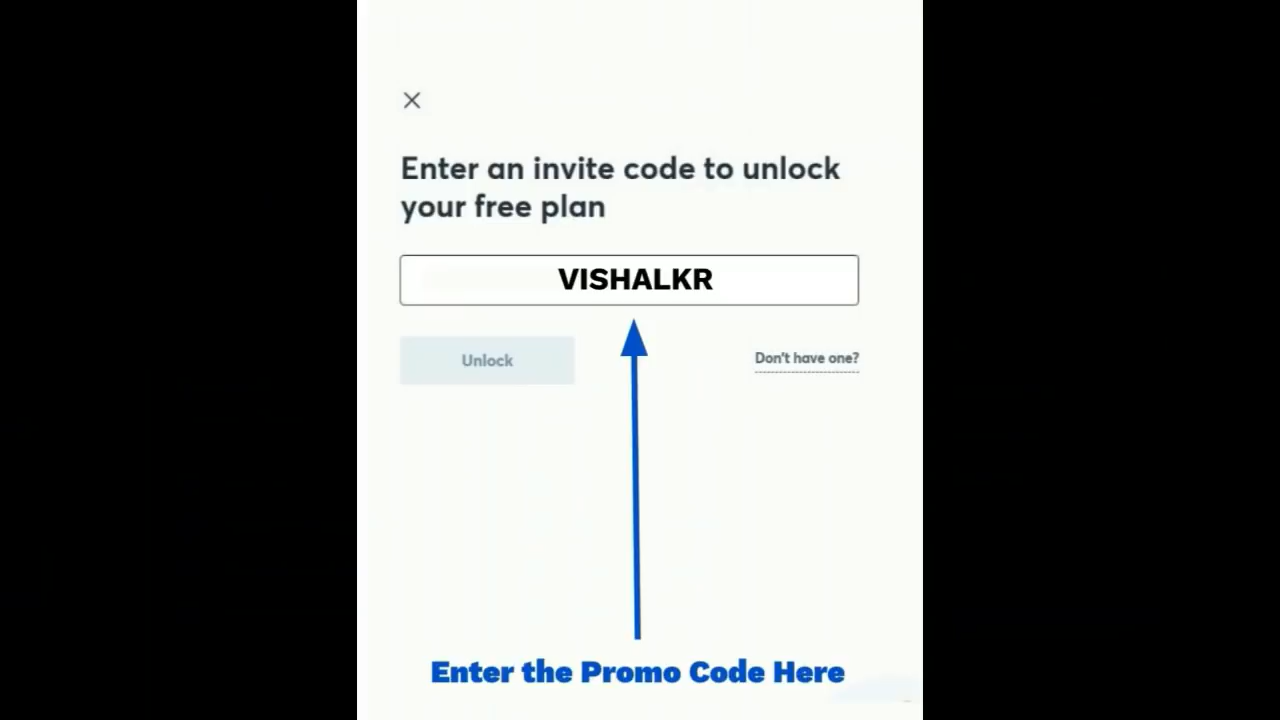 Enter an invite code to unlock
your free plan
VISHALKR
Unlock
Don't have one?
Enter the Promo Code Here